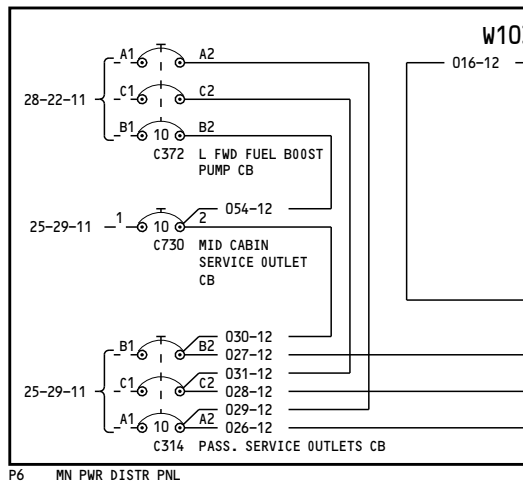 W10
A1 A2
016-12
28-22-11 C1 C2
B1 10 B2
C372 L FWD FUEL BOOST
PUMP CB
054-12
25-29-11 1 10 2
C730 MID CABIN
SERVICE OUTLET
CB
030-12
B1 B2 027-12
031-12
25-29-11 C1 C2 028-12
029-12
A1 10 A2 026-12
C314 PASS. SERVICE OUTLETS CB
P6 MN PWR DISTR PNL